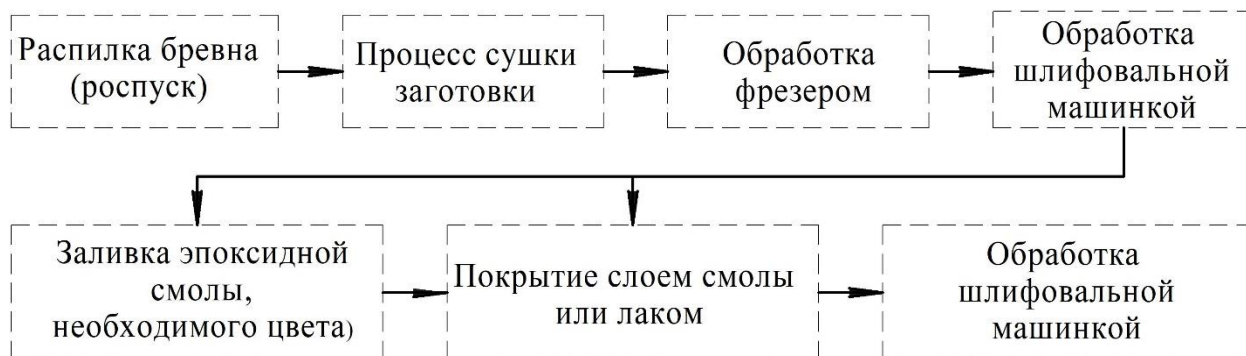 Распилка бревна
(роспуск)
Процесс сушки
заготовки
Обработка
фрезером
Обработка
шлифовальной
машинкой
Заливка эпоксидной
смолы,
необходимого цвета)
Покрытие слоем смолы
или лаком
Обработка
шлифовальной
машинкой